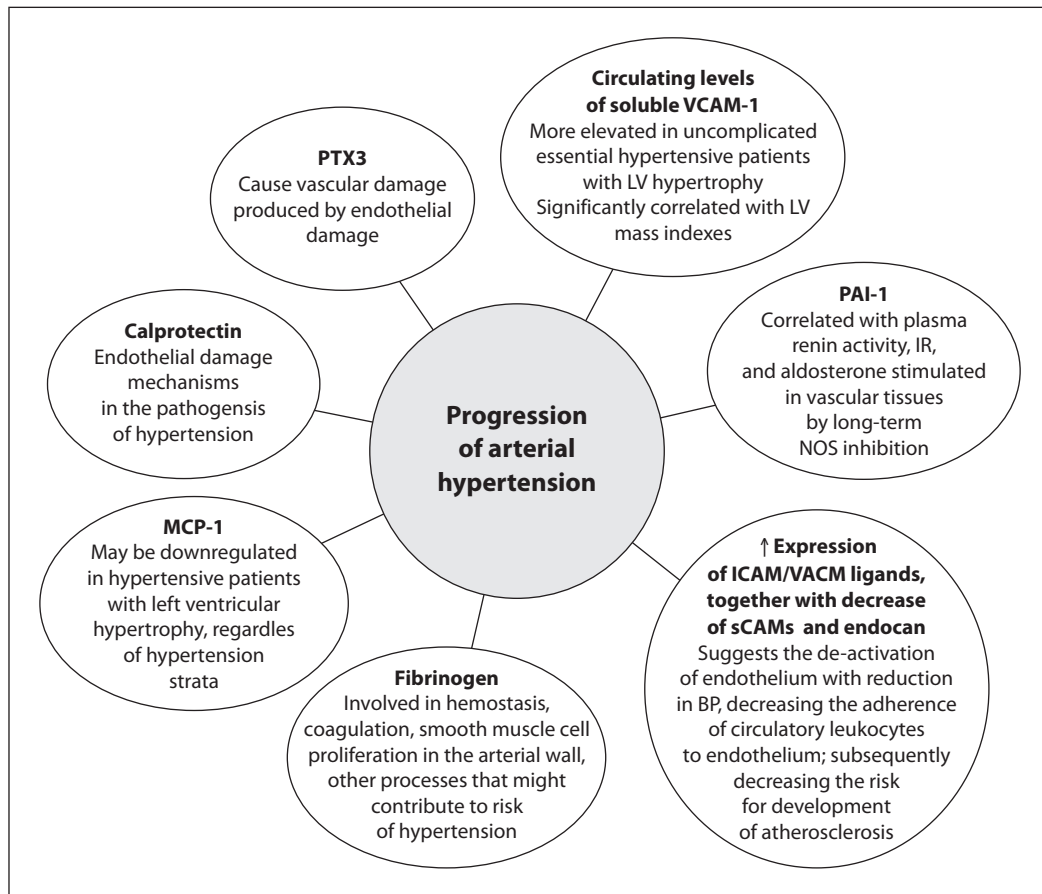 Circulating levels
of soluble VCAM-1
More elevated in uncomplicated
essential hypertensive patients
with LV hypertrophy
Significantly correlated with LV
mass indexes
PTX3
Cause vascular damage
produced by endothelial
damage
PAI-1
Correlated with plasma
renin activity, IR,
and aldosterone stimulated
in vascular tissues
by long-term
NOS inhibition
Calprotectin
Endothelial damage
mechanisms
in the pathogensis
of hypertension
Progression
of arterial
hypertension
MCP-1
May be downregulated
in hypertensive patients
with left ventricular
hypertrophy, regardles
of hypertension
strata
↑ Expression
of ICAM/VACM ligands,
together with decrease
of sCAMs and endocan
Suggests the de-activation
of endothelium with reduction
in BP, decreasing the adherence
of circulatory leukocytes
to endothelium; subsequently
decreasing the risk
for development
of atherosclerosis
Fibrinogen
Involved in hemostasis,
coagulation, smooth muscle cell
proliferation in the arterial wall,
other processes that might
contribute to risk
of hypertension